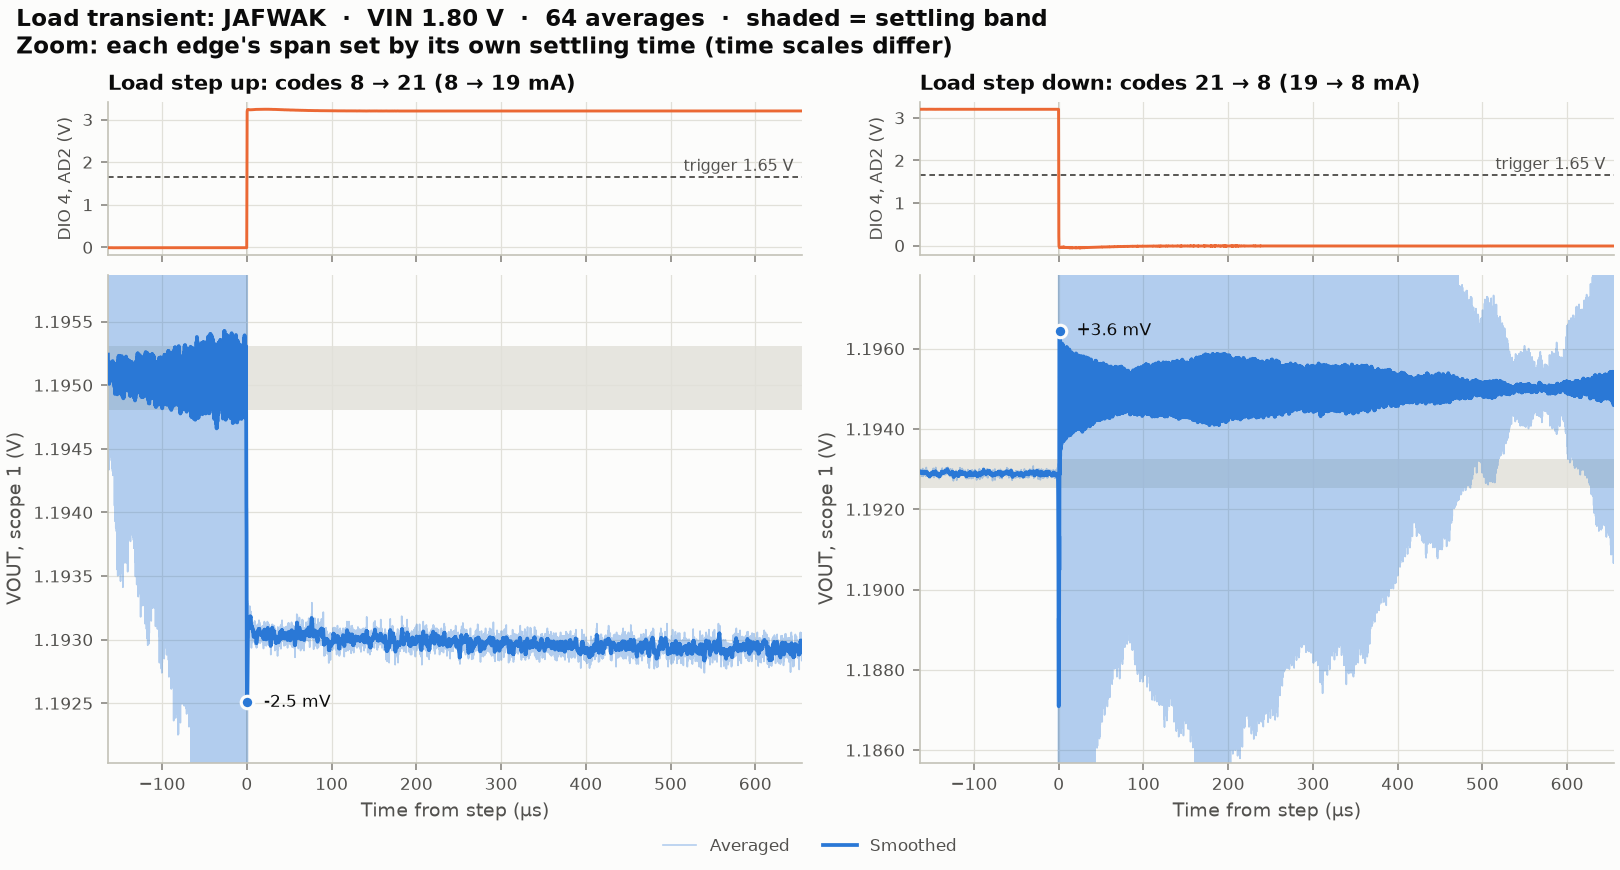 Load transient: JAFWAK · VIN 1.80 V · 64 averages · shaded = settling band
Zoom: each edge's span set by its own settling time (time scales differ)
Load step up: codes 8 → 21 (8 → 19 mA)
DIO 4, AD2 (V)
3
2
1
0
trigger 1.65 V
VOUT, scope 1 (V)
1.1955
1.1950
1.1945
1.1940
1.1935
1.1930
1.1925
-2.5 mV
−100
0
100
200
300
400
500
600
Time from step (µs)
Load step down: codes 21 → 8 (19 → 8 mA)
DIO 4, AD2 (V)
3
2
1
0
trigger 1.65 V
VOUT, scope 1 (V)
1.1960
1.1940
1.1920
1.1900
1.1880
1.1860
+3.6 mV
−100
0
100
200
300
400
500
600
Time from step (µs)
Averaged
Smoothed